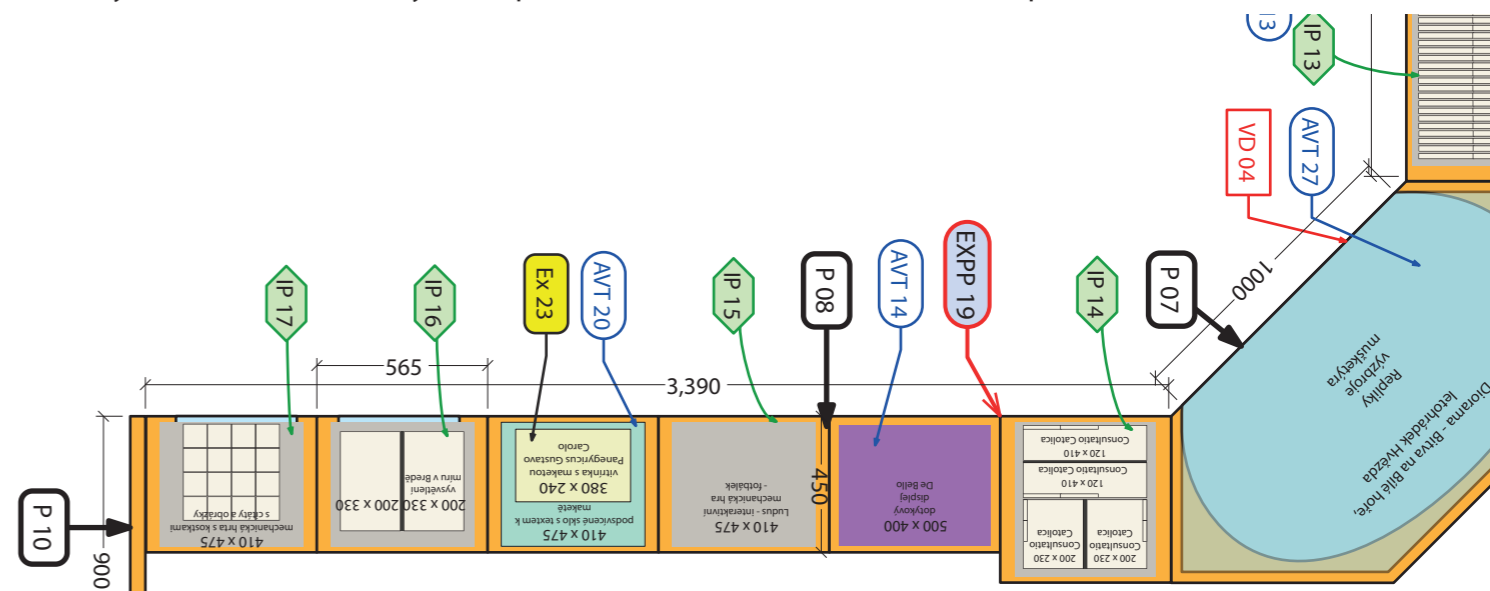 13
IP 13
VD 04
AVT 27
1000
P 07
IP 14
EXPP 19
AVT 14
P 08
IP 15
AVT 20
Ex 23
IP 16
IP 17
565
3,390
900
P 10
450
410 x 475
mechanická hrta s kostkami
s citáty a obrázky
200 x 330
200 x 330
vysvětlení
míru v Bredě
380 x 240
vitrínka s maketou
Panegyricus Gustavo
Carolo
410 x 475
podsvícené sklo s textem k
maketě
410 x 475
Ludus - interaktivní
mechanická hra
- fotbálek
500 x 400
dotykový
displej
De Bello
200 x 230
Consultatio
Catolica
200 x 230
Consultatio
Catolica
120 x 410
Consultatio Catolica
120 x 410
Consultatio Catolica
Diorama - Bitva na Bílé hoře,
letohrádek Hvězda
Repliky
výzbroje
mušketýra